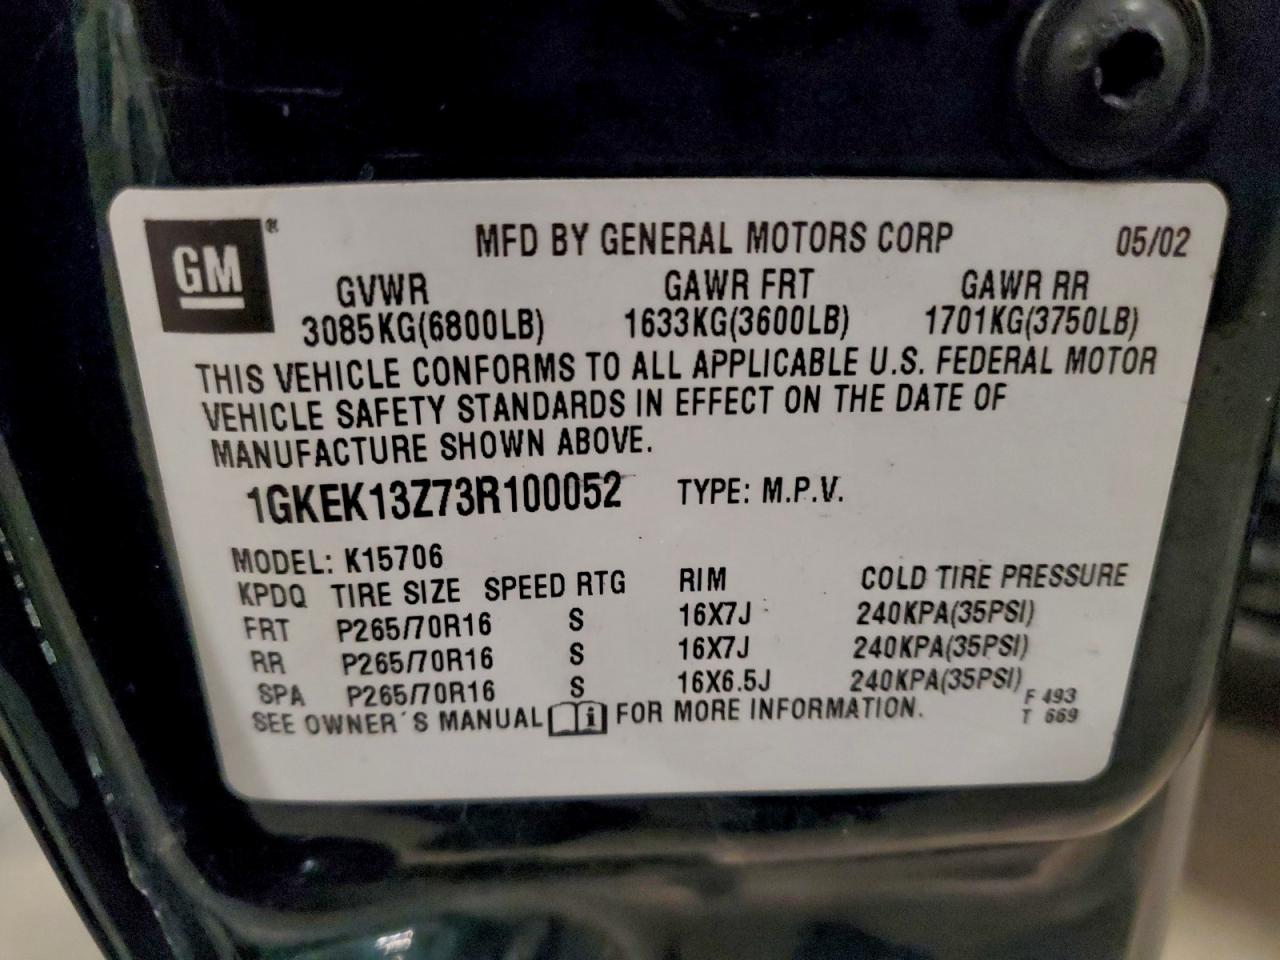 GM®
MFD BY GENERAL MOTORS CORP 05/02
GVWR GAWR FRT GAWR RR
3085KG(6800LB) 1633KG(3600LB) 1701KG(3750LB)
THIS VEHICLE CONFORMS TO ALL APPLICABLE U.S. FEDERAL MOTOR
VEHICLE SAFETY STANDARDS IN EFFECT ON THE DATE OF
MANUFACTURE SHOWN ABOVE.
1GKEK13Z73R100052 TYPE: M.P.V.
MODEL: K15706
KPDQ TIRE SIZE SPEED RTG RIM COLD TIRE PRESSURE
FRT P265/70R16 S 16X7J 240KPA(35PSI)
RR P265/70R16 S 16X7J 240KPA(35PSI)
SPA P265/70R16 S 16X6.5J 240KPA(35PSI)
SEE OWNER´S MANUAL i FOR MORE INFORMATION.
F 493
T 669